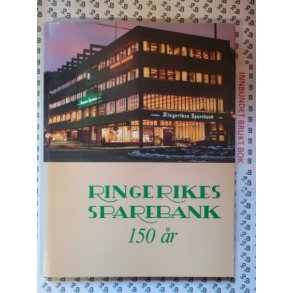 Ringerikes Sparebank
RINGERIKES
SPAREBANK
150 år
INNBUNDET BRUKT BOK